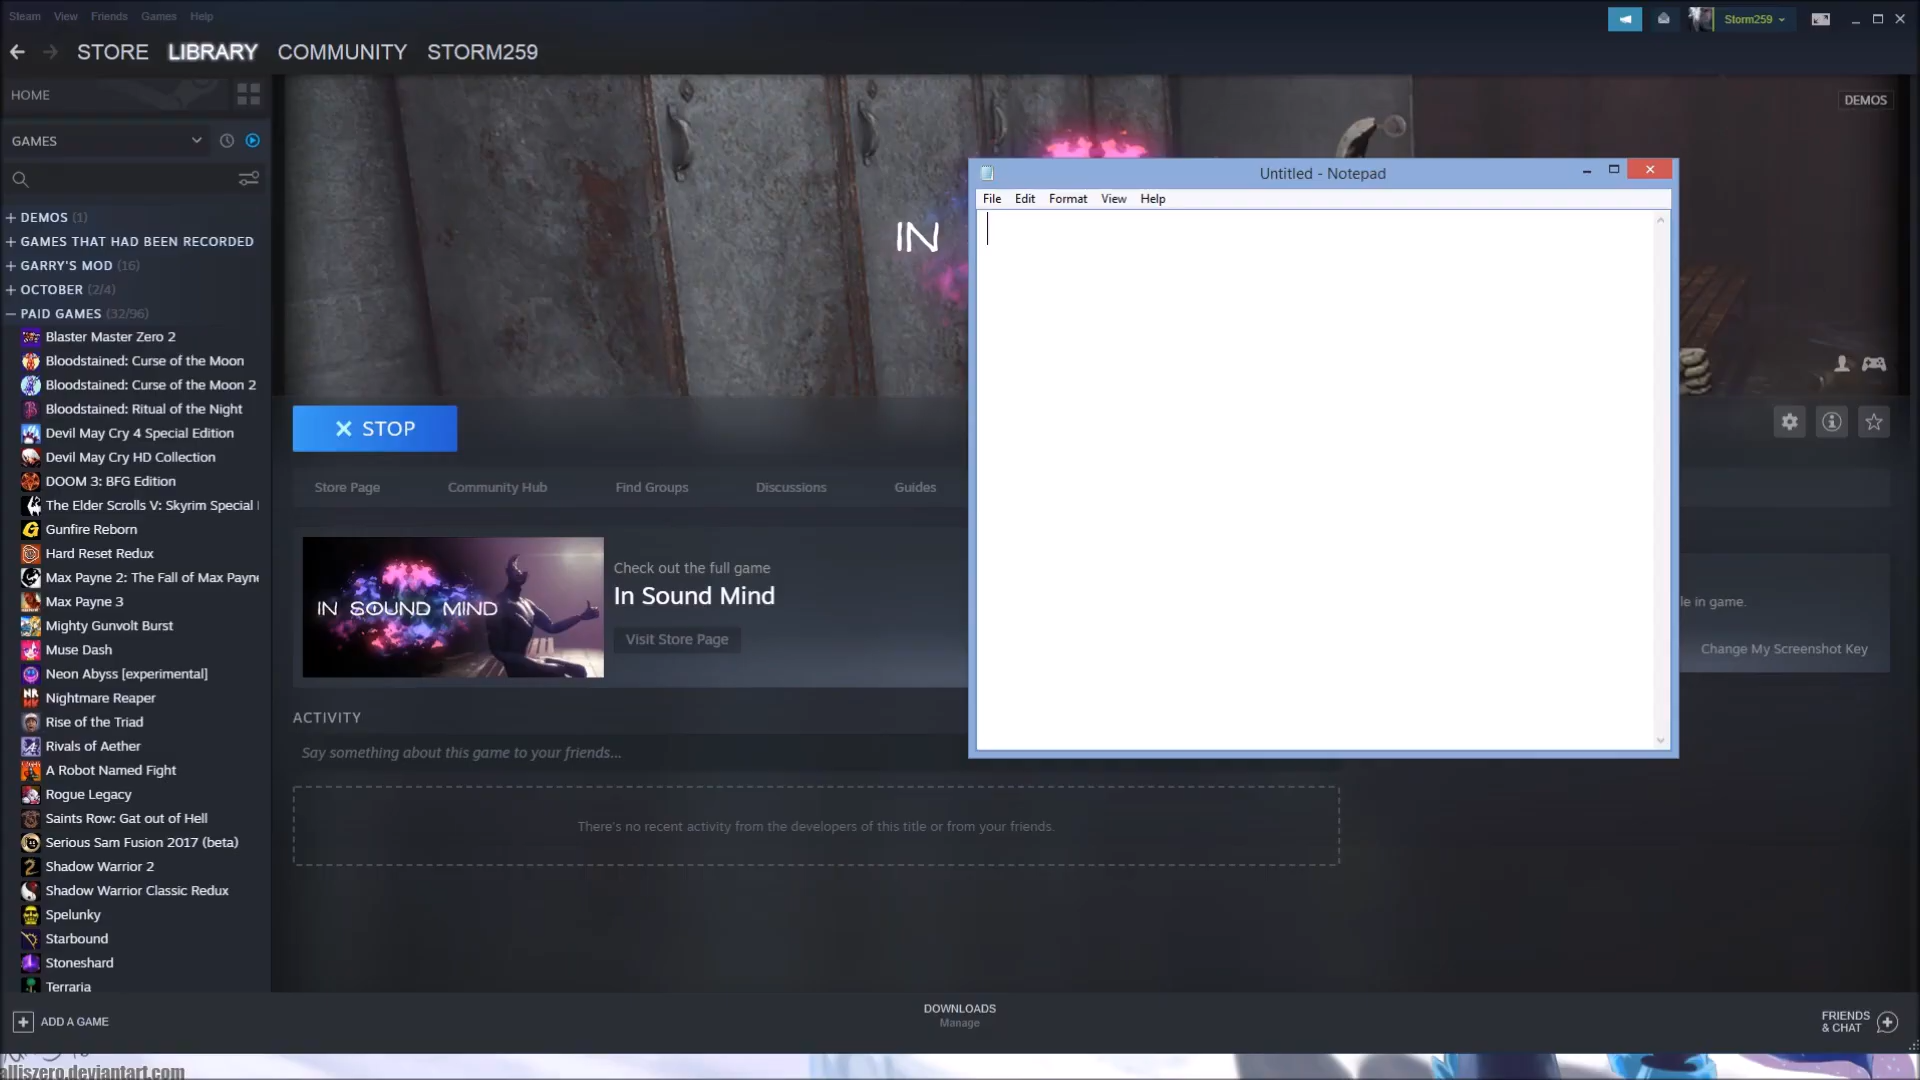 Steam View Friends Games Help
Storm259
STORE LIBRARY COMMUNITY STORM259
HOME
DEMOS
GAMES
DEMOS (1)
GAMES THAT HAD BEEN RECORDED
GARRY'S MOD (16)
OCTOBER (2/4)
PAID GAMES (32/96)
Blaster Master Zero 2
Bloodstained: Curse of the Moon
Bloodstained: Curse of the Moon 2
Bloodstained: Ritual of the Night
Devil May Cry 4 Special Edition
Devil May Cry HD Collection
DOOM 3: BFG Edition
The Elder Scrolls V: Skyrim Special
Gunfire Reborn
Hard Reset Redux
Max Payne 2: The Fall of Max Payne
Max Payne 3
Mighty Gunvolt Burst
Muse Dash
Neon Abyss [experimental]
Nightmare Reaper
Rise of the Triad
Rivals of Aether
A Robot Named Fight
Rogue Legacy
Saints Row: Gat out of Hell
Serious Sam Fusion 2017 (beta)
Shadow Warrior 2
Shadow Warrior Classic Redux
Spelunky
Starbound
Stoneshard
Terraria
ADD A GAME
IN
STOP
Store Page Community Hub Find Groups Discussions Guides
IN SOUND MIND
Check out the full game
In Sound Mind
Visit Store Page
ACTIVITY
Say something about this game to your friends...
There's no recent activity from the developers of this title or from your friends.
Untitled - Notepad
File Edit Format View Help
le in game.
Change My Screenshot Key
DOWNLOADS
Manage
FRIENDS
& CHAT
alliszero.deviantart.com